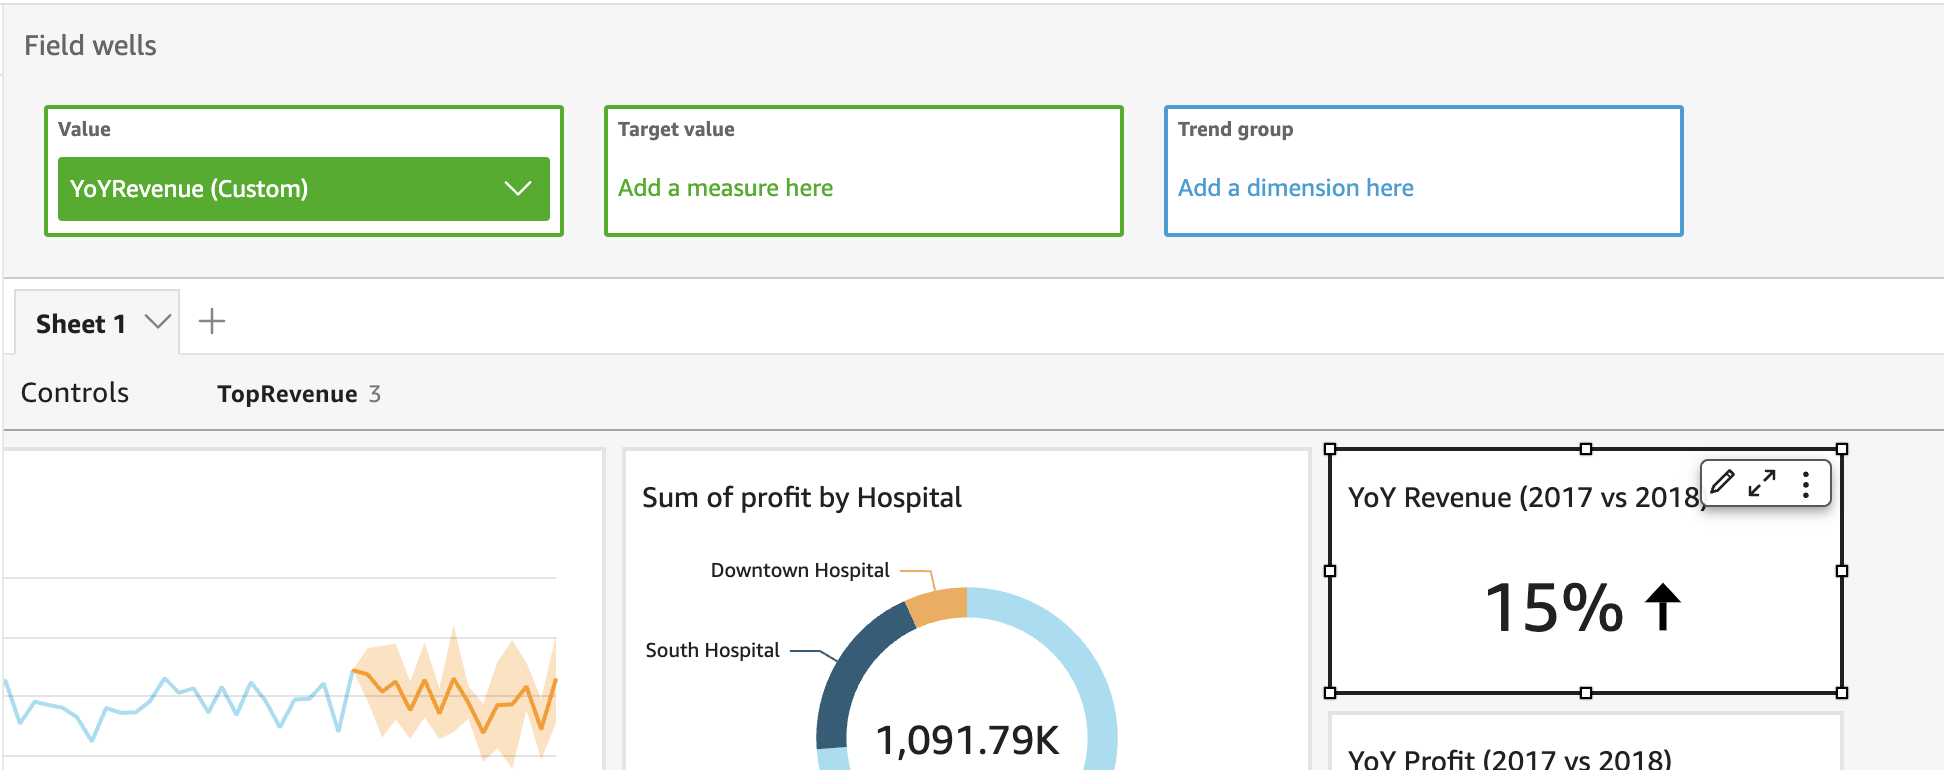 Field wells
Value
YoYRevenue (Custom)
Target value
Add a measure here
Trend group
Add a dimension here
Sheet 1
Controls
TopRevenue 3
Sum of profit by Hospital
Downtown Hospital
South Hospital
1,091.79K
YoY Revenue (2017 vs 2018)
15%
YoY Profit (2017 vs 2018)